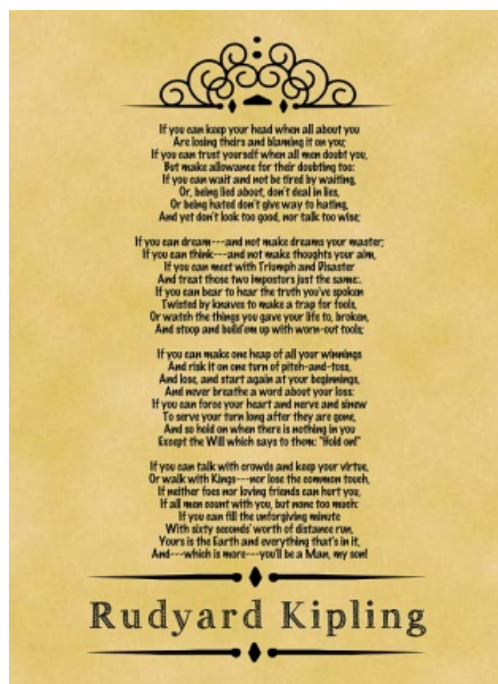 If you can keep your head when all about you
Are losing theirs and blaming it on you;
If you can trust yourself when all men doubt you,
But make allowance for their doubting too:
If you can wait and not be tired by waiting,
Or, being lied about, don't deal in lies,
Or being hated don't give way to hating,
And yet don't look too good, nor talk too wise;
If you can dream---and not make dreams your master;
If you can think---and not make thoughts your aim,
If you can meet with Triumph and Disaster
And treat those two impostors just the same:.
If you can bear to hear the truth you've spoken
Twisted by knaves to make a trap for fools,
Or watch the things you gave your life to, broken,
And stoop and build'em up with worn-out tools;
If you can make one heap of all your winnings
And risk it on one turn of pitch-and-toss,
And lose, and start again at your beginnings,
And never breathe a word about your loss:
If you can force your heart and nerve and sinew
To serve your turn long after they are gone,
And so hold on when there is nothing in you
Except the Will which says to them: "Hold on!"
If you can talk with crowds and keep your virtue,
Or walk with Kings---nor lose the common touch,
If neither foes nor loving friends can hurt you,
If all men count with you, but none too much:
If you can fill the unforgiving minute
With sixty seconds' worth of distance run,
Yours is the Earth and everything that's in it,
And---which is more---you'll be a Man, my son!
Rudyard Kipling